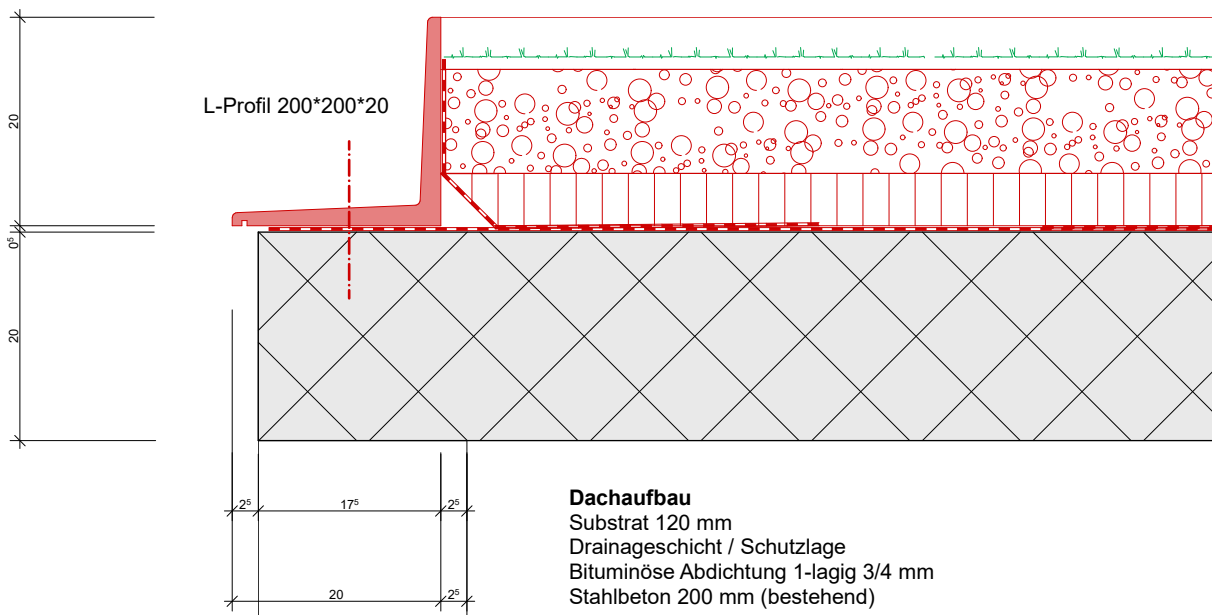 L-Profil 200*200*20
20
0⁵
20
2⁵
17⁵
2⁵
20
2⁵
Dachaufbau
Substrat 120 mm
Drainageschicht / Schutzlage
Bituminöse Abdichtung 1-lagig 3/4 mm
Stahlbeton 200 mm (bestehend)